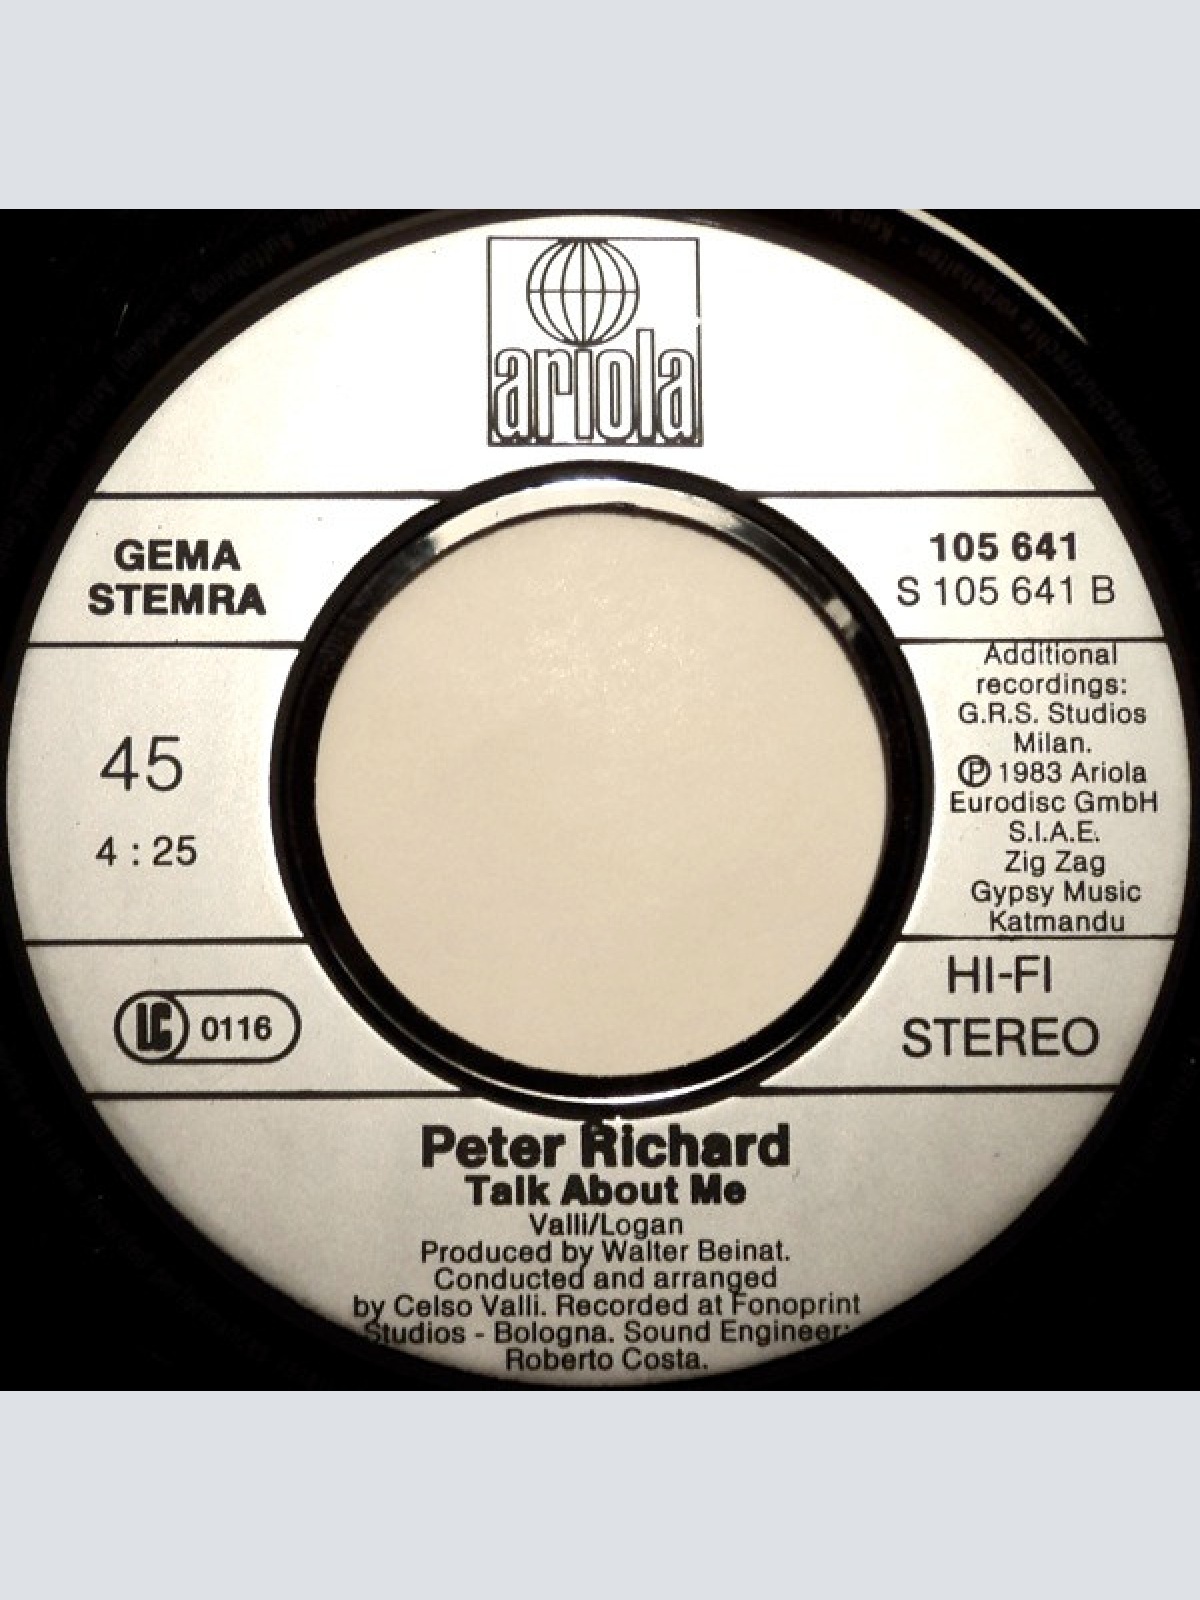 ariola
GEMA
STEMRA
105 641
S 105 641 B
45
4 : 25
Additional
recordings:
G.R.S. Studios
Milan.
Ⓟ 1983 Ariola
Eurodisc GmbH
S.I.A.E.
Zig Zag
Gypsy Music
Katmandu
LC 0116
HI-FI
STEREO
Peter Richard
Talk About Me
Valli/Logan
Produced by Walter Beinat.
Conducted and arranged
by Celso Valli. Recorded at Fonoprint
Studios - Bologna. Sound Engineer:
Roberto Costa.